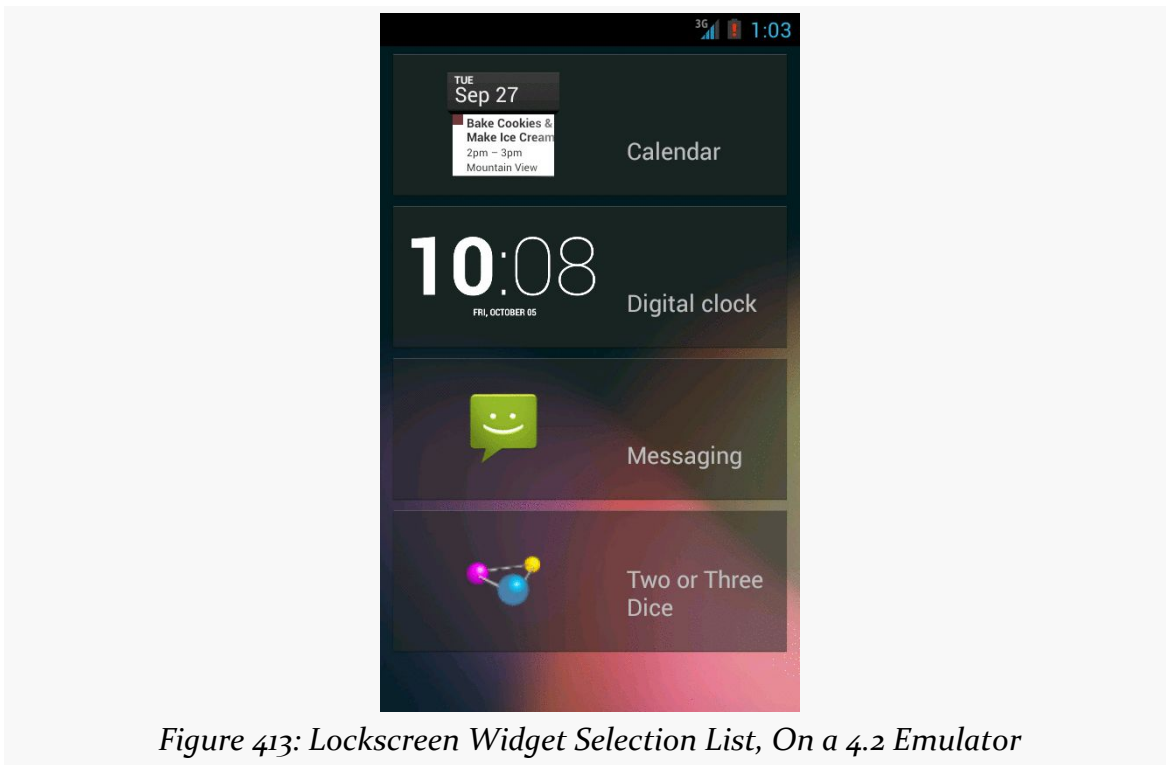 3G 1:03
TUE
Sep 27
Bake Cookies &
Make Ice Cream
2pm – 3pm
Mountain View
Calendar
10:08
FRI, OCTOBER 05
Digital clock
Messaging
Two or Three
Dice
Figure 413: Lockscreen Widget Selection List, On a 4.2 Emulator